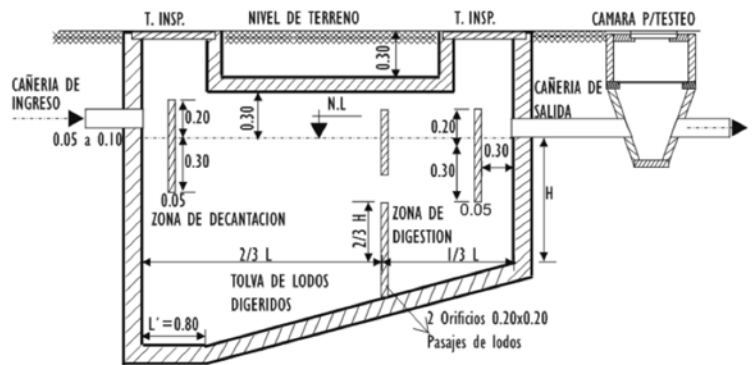 T. INSP.
NIVEL DE TERRENO
T. INSP.
CAMARA P/TESTEO
0.30
CAÑERIA DE
INGRESO
CAÑERIA DE
SALIDA
N.L
0.20
0.30
0.20
0.05 a 0.10
0.30
0.30
0.30
0.05
0.05
H
ZONA DE DECANTACION
2/3 H
ZONA DE
DIGESTION
2/3 L
1/3 L
TOLVA DE LODOS
DIGERIDOS
L'=0.80
2 Orificios 0.20x0.20
Pasajes de lodos